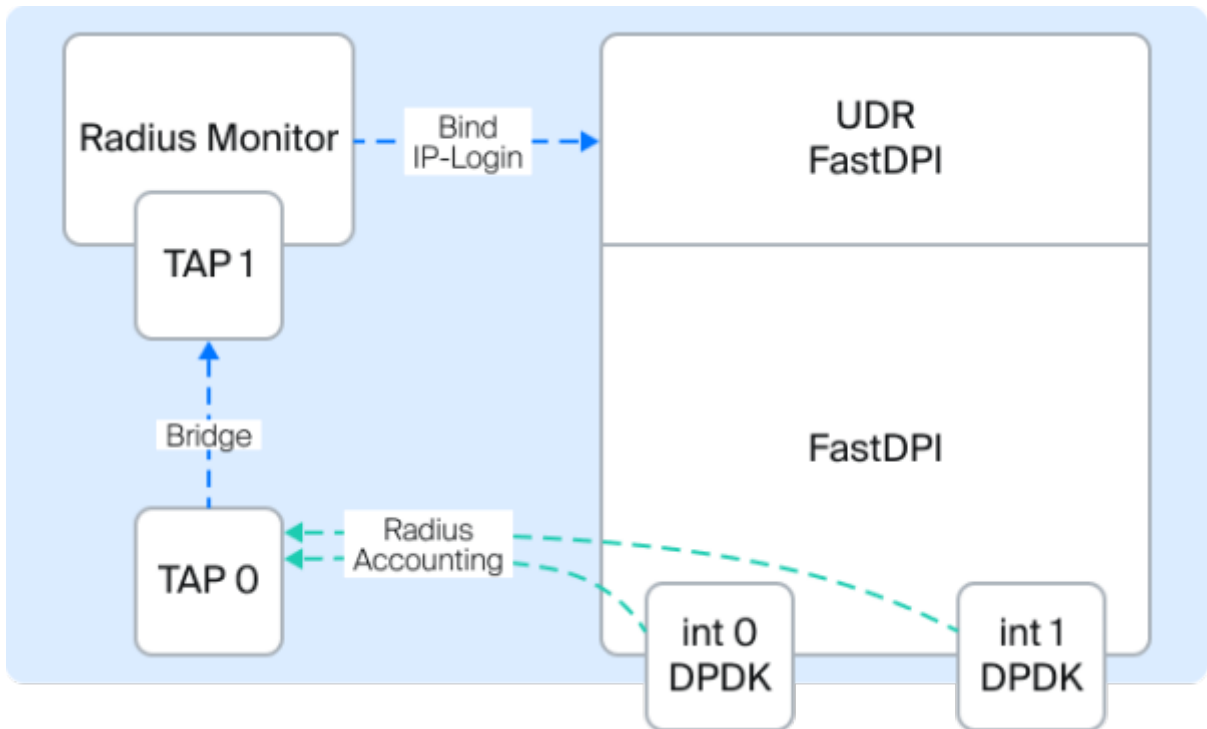 Radius Monitor
Bind
IP-Login
UDR
FastDPI
TAP 1
Bridge
FastDPI
Radius
Accounting
TAP 0
int 0
DPDK
int 1
DPDK